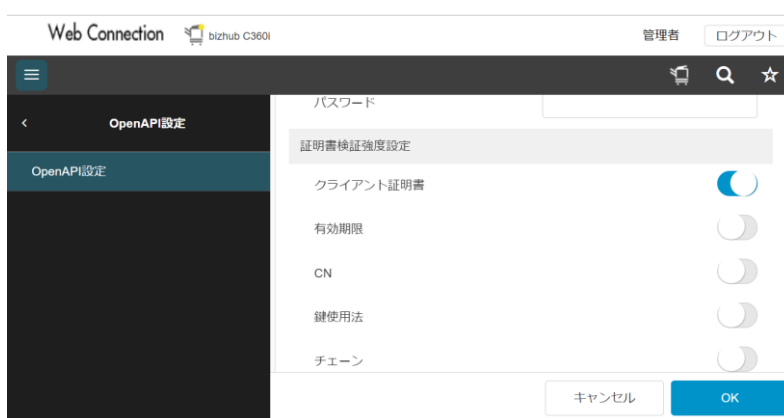 Web Connection bizhub C360i 管理者 ログアウト
OpenAPI設定
OpenAPI設定
パスワード
証明書検証強度設定
クライアント証明書
有効期限
CN
鍵使用法
チェーン
キャンセル OK